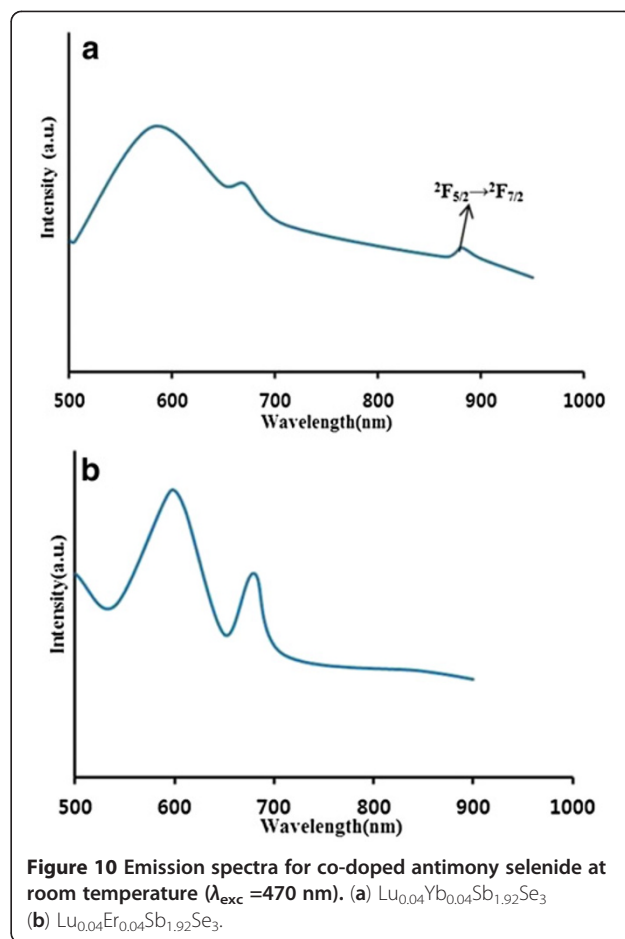 a
Intensity (a.u.)
²F₅/₂→²F₇/₂
500 600 700 800 900 1000
Wavelength(nm)
b
Intensity(a.u.)
500 600 700 800 900 1000
Wavelength(nm)
Figure 10 Emission spectra for co-doped antimony selenide at
room temperature (λexc =470 nm). (a) Lu0.04Yb0.04Sb1.92Se3
(b) Lu0.04Er0.04Sb1.92Se3.